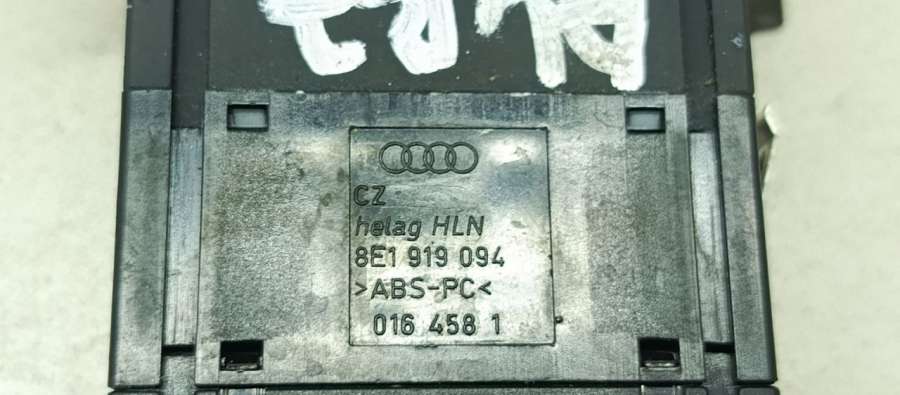 CZ
helag HLN
8E1 919 094
>ABS-PC<
016 458 1